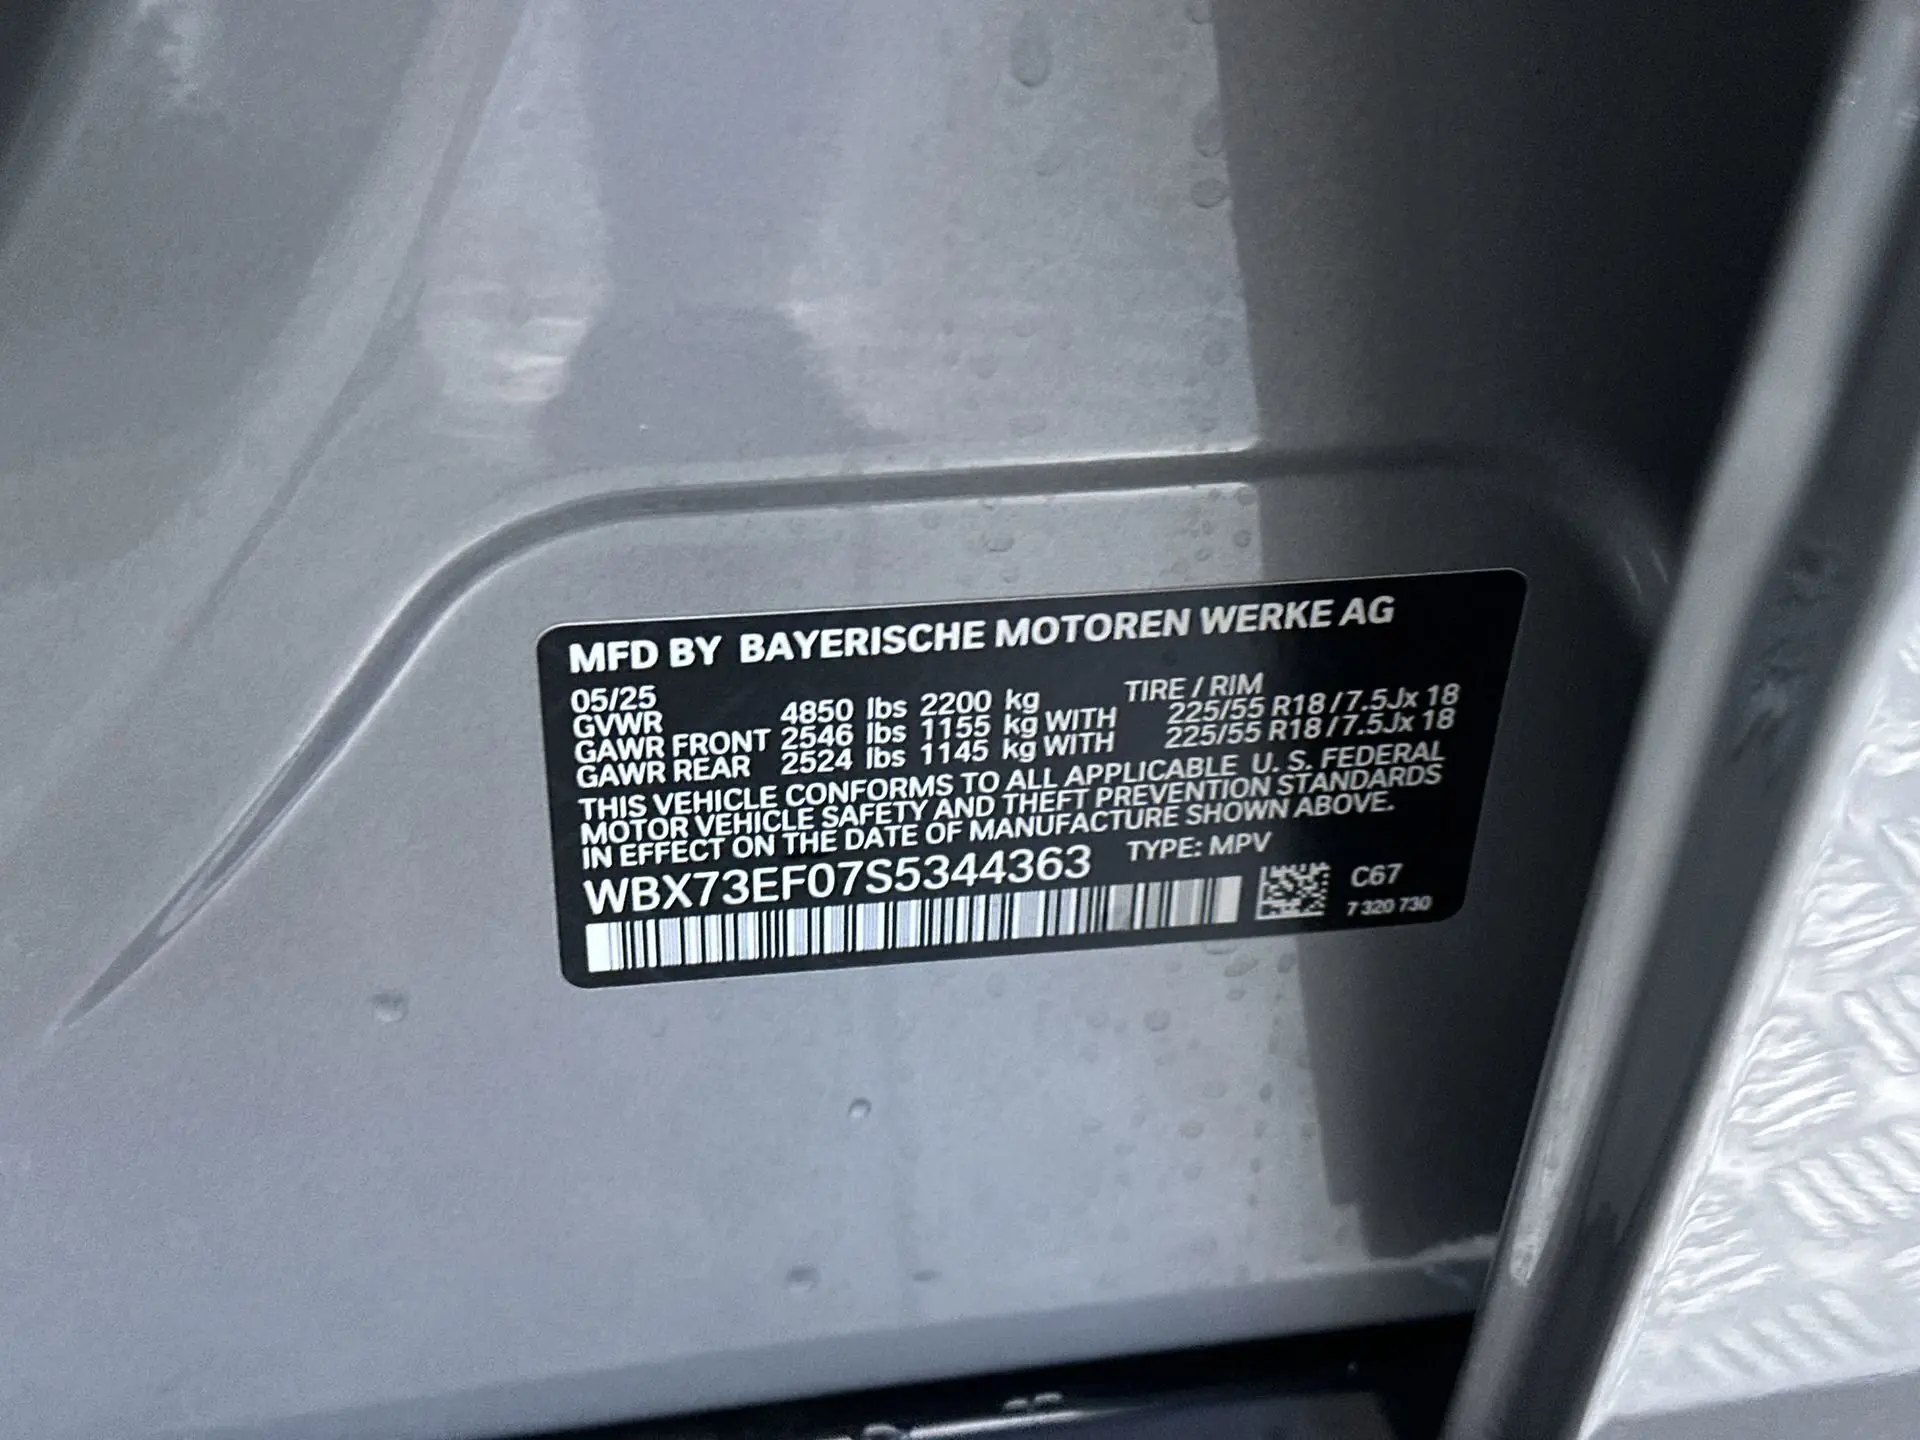 MFD BY BAYERISCHE MOTOREN WERKE AG
05/25 TIRE / RIM
GVWR 4850 lbs 2200 kg
GAWR FRONT 2546 lbs 1155 kg WITH 225/55 R18 / 7.5Jx 18
GAWR REAR 2524 lbs 1145 kg WITH 225/55 R18 / 7.5Jx 18
THIS VEHICLE CONFORMS TO ALL APPLICABLE U. S. FEDERAL
MOTOR VEHICLE SAFETY AND THEFT PREVENTION STANDARDS
IN EFFECT ON THE DATE OF MANUFACTURE SHOWN ABOVE.
WBX73EF07S5344363 TYPE: MPV
C67
7 320 730